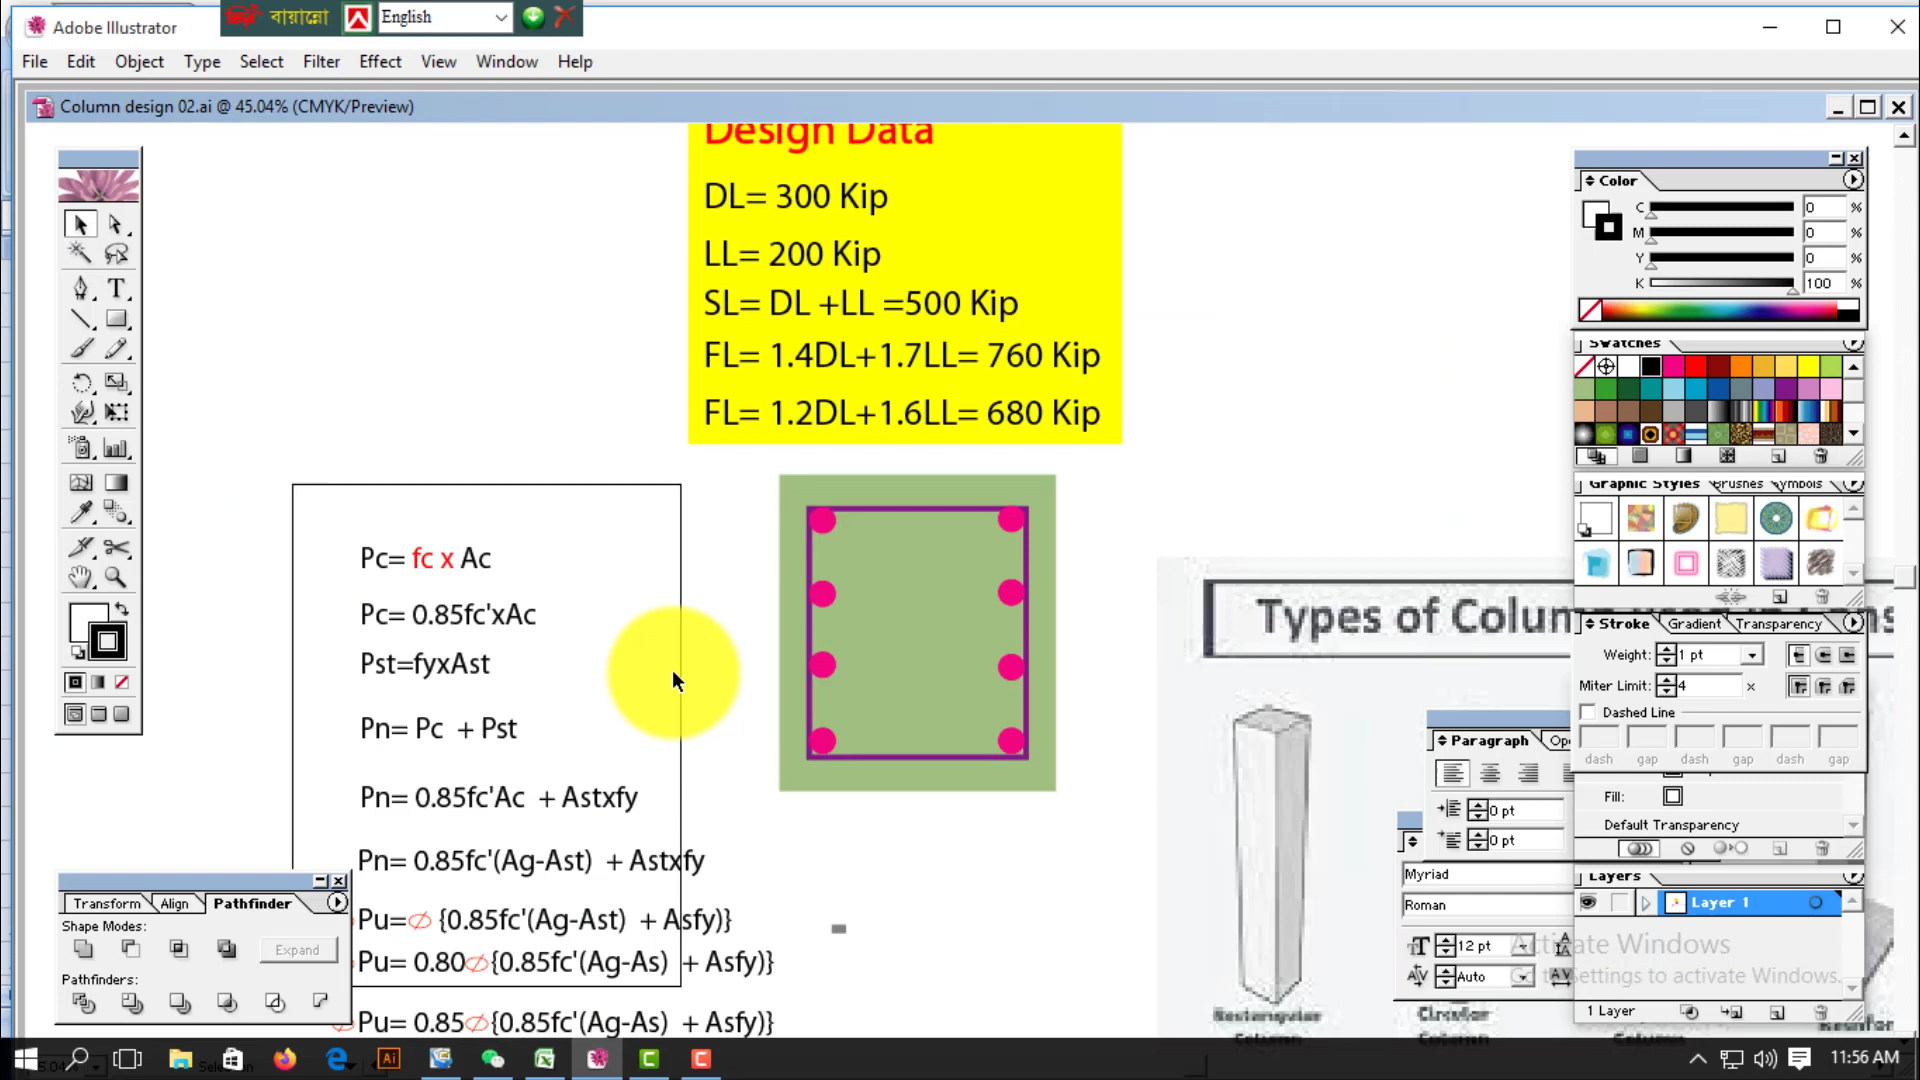 বায়ান্নো
English
Adobe Illustrator
File Edit Object Type Select Filter Effect View Window Help
Column design 02.ai @ 45.04% (CMYK/Preview)
Design Data
DL= 300 Kip
LL= 200 Kip
SL= DL +LL =500 Kip
FL= 1.4DL+1.7LL= 760 Kip
FL= 1.2DL+1.6LL= 680 Kip
Pc= fc x Ac
Pc= 0.85fc'xAc
Pst=fyxAst
Pn= Pc + Pst
Pn= 0.85fc'Ac + Astxfy
Pn= 0.85fc'(Ag-Ast) + Astxfy
Pu=∅ {0.85fc'(Ag-Ast) + Asfy)}
Pu= 0.80∅{0.85fc'(Ag-As) + Asfy)}
Pu= 0.85∅{0.85fc'(Ag-As) + Asfy)}
Types of Column
Rectangular
Column
Circular
Column
Color
C 0 %
M 0 %
Y 0 %
K 100 %
Swatches
Graphic Styles Brushes Symbols
Stroke Gradient Transparency
Weight: 1 pt
Miter Limit: 4 x
Dashed Line
dash gap dash gap dash gap
Paragraph
0 pt
0 pt
Fill:
Default Transparency
Myriad
Roman
12 pt
Auto
Layers
Layer 1
1 Layer
Activate Windows
Go to Settings to activate Windows.
Transform Align Pathfinder
Shape Modes:
Expand
Pathfinders:
11:56 AM